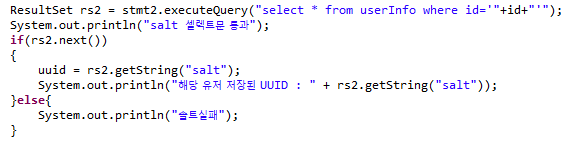 ResultSet rs2 = stmt2.executeQuery("select * from userInfo where id='"+id+"'");
System.out.println("salt 셀렉트문 통과");
if(rs2.next())
{
uuid = rs2.getString("salt");
System.out.println("해당 유저 저장된 UUID : " + rs2.getString("salt"));
}else{
System.out.println("솔트실패");
}